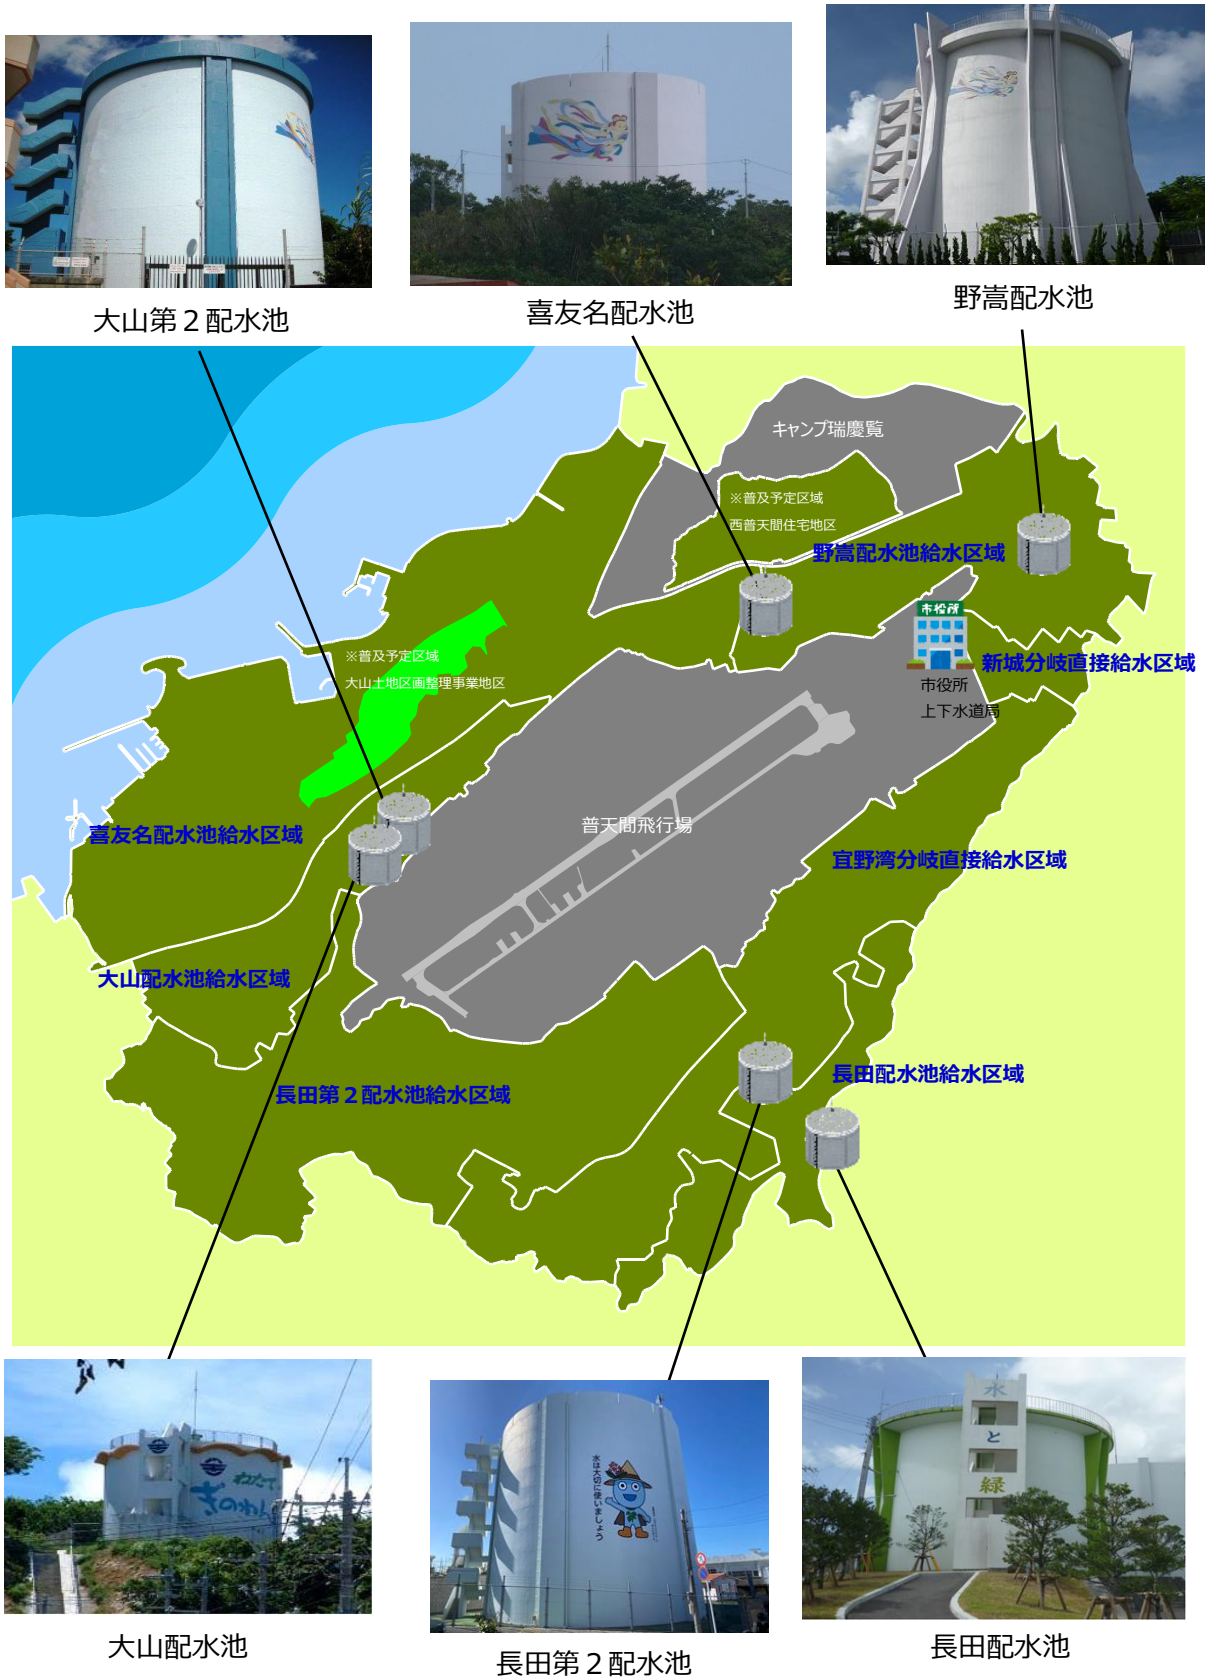 大山第２配水池
喜友名配水池
野嵩配水池
キャンプ瑞慶覧
※普及予定区域
西普天間住宅地区
野嵩配水池給水区域
市役所
新城分岐直接給水区域
市役所
上下水道局
※普及予定区域
大山土地区画整理事業地区
普天間飛行場
喜友名配水池給水区域
宜野湾分岐直接給水区域
大山配水池給水区域
長田配水池給水区域
長田第２配水池給水区域
わたて
ぎのわん
水は大切に使いましょう
水と緑
大山配水池
長田第２配水池
長田配水池